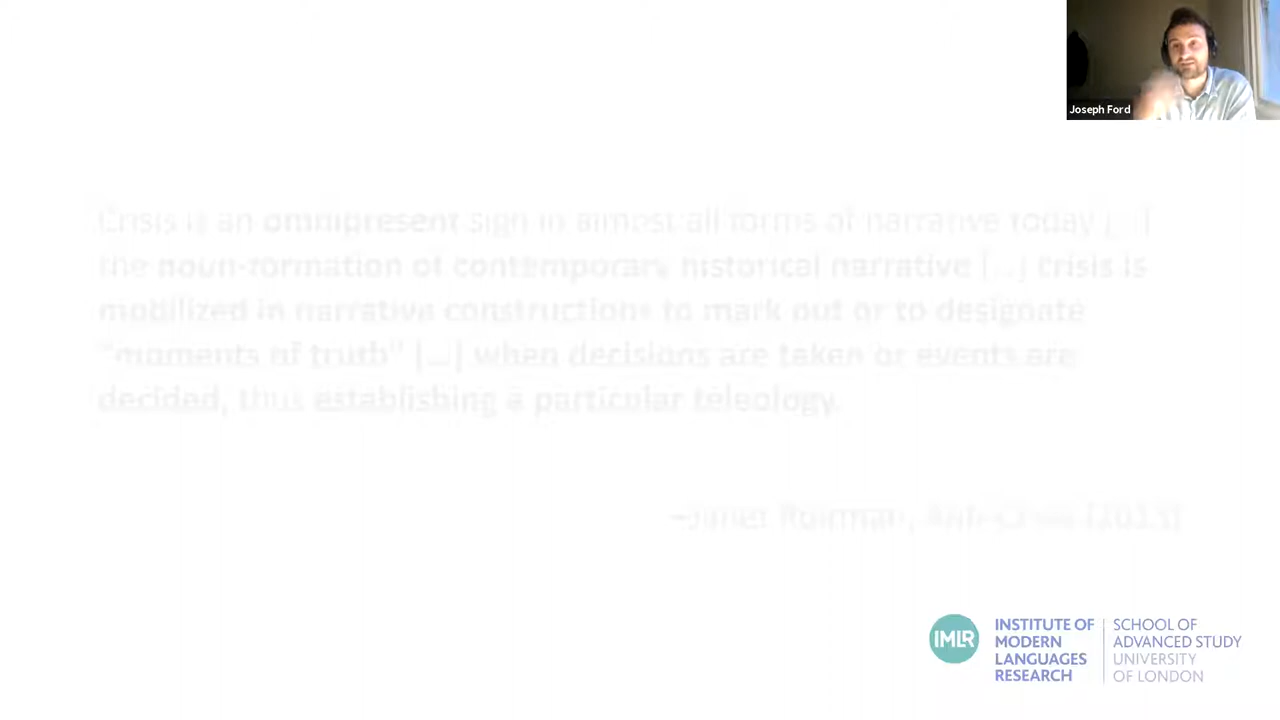 Joseph Ford
Crisis is an omnipresent sign in almost all forms of narrative today [...]
the noun-formation of contemporary historical narrative [...] crisis is
mobilized in narrative constructions to mark out or to designate
"moments of truth" [...] when decisions are taken or events are
decided, thus establishing a particular teleology.
–Janet Roitman,
IMLR
INSTITUTE OF
MODERN
LANGUAGES
RESEARCH
SCHOOL OF
ADVANCED STUDY
UNIVERSITY
OF LONDON